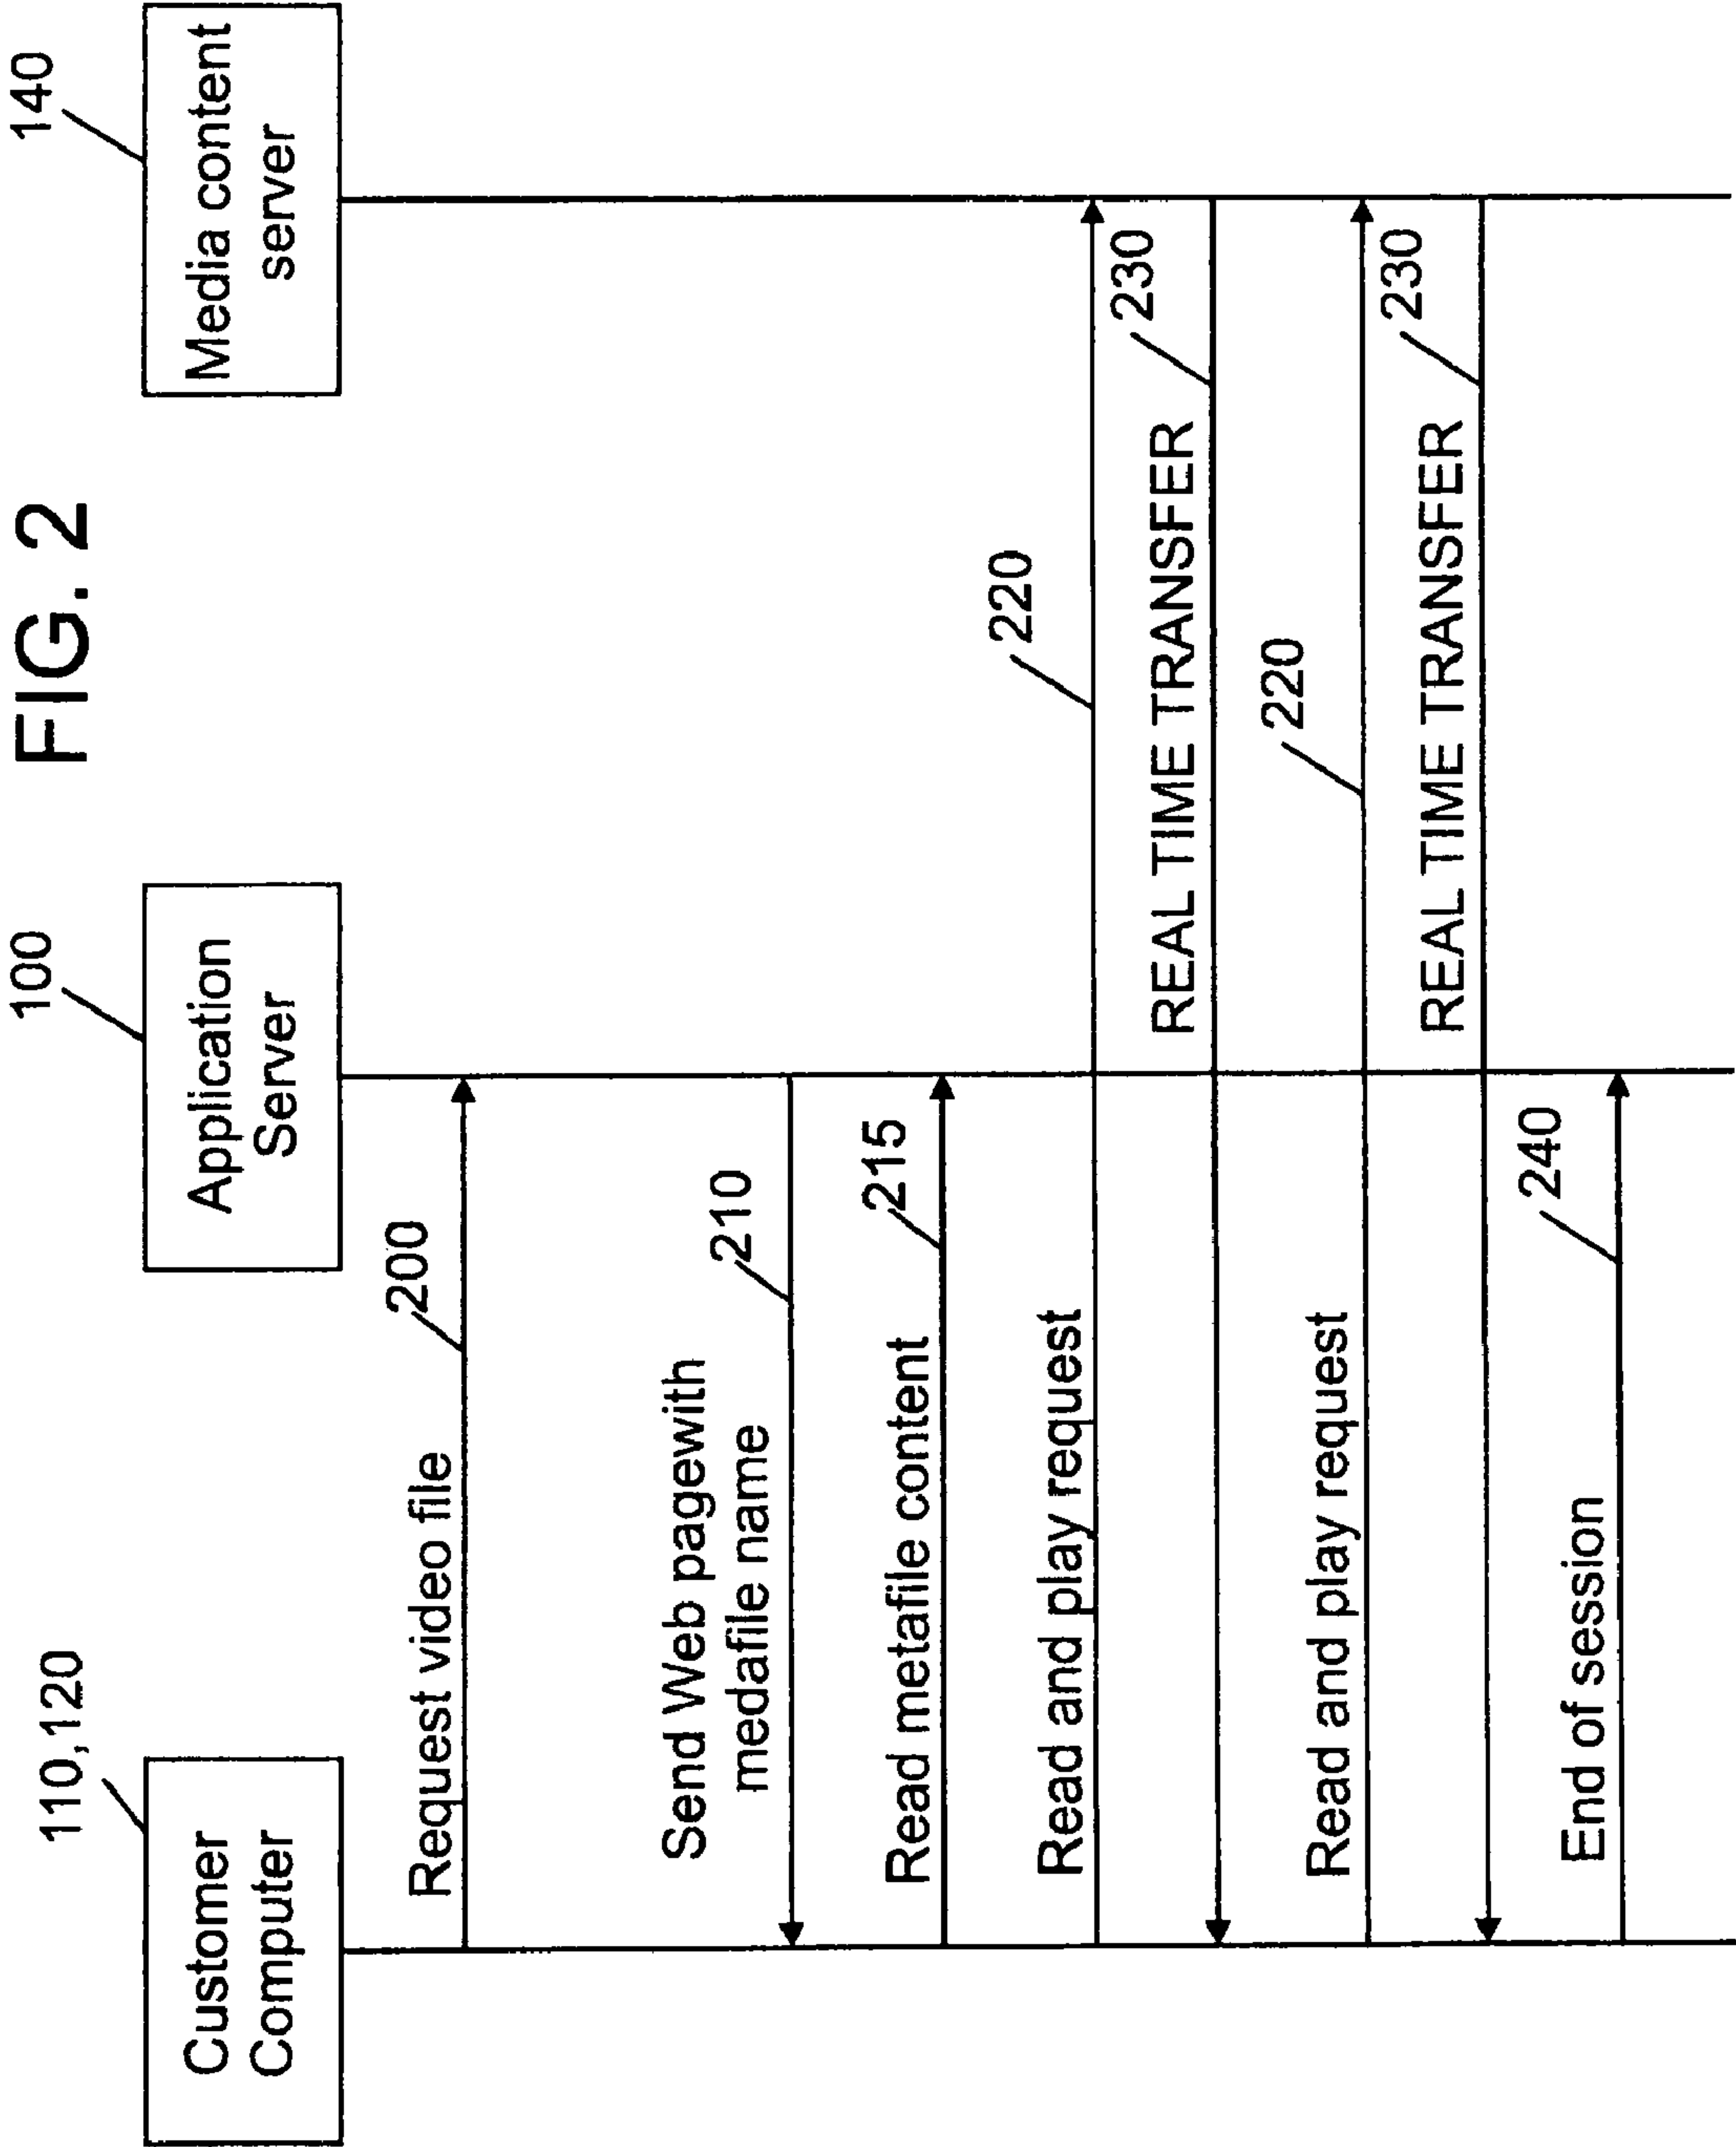 FIG. 2
110,120
100
140
Customer
Computer
Application
Server
Media content
server
Request video file
200
Send Web pagewith
medafile name
210
Read metafile content
215
Read and play request
220
REAL TIME TRANSFER
230
Read and play request
220
REAL TIME TRANSFER
230
End of session
240